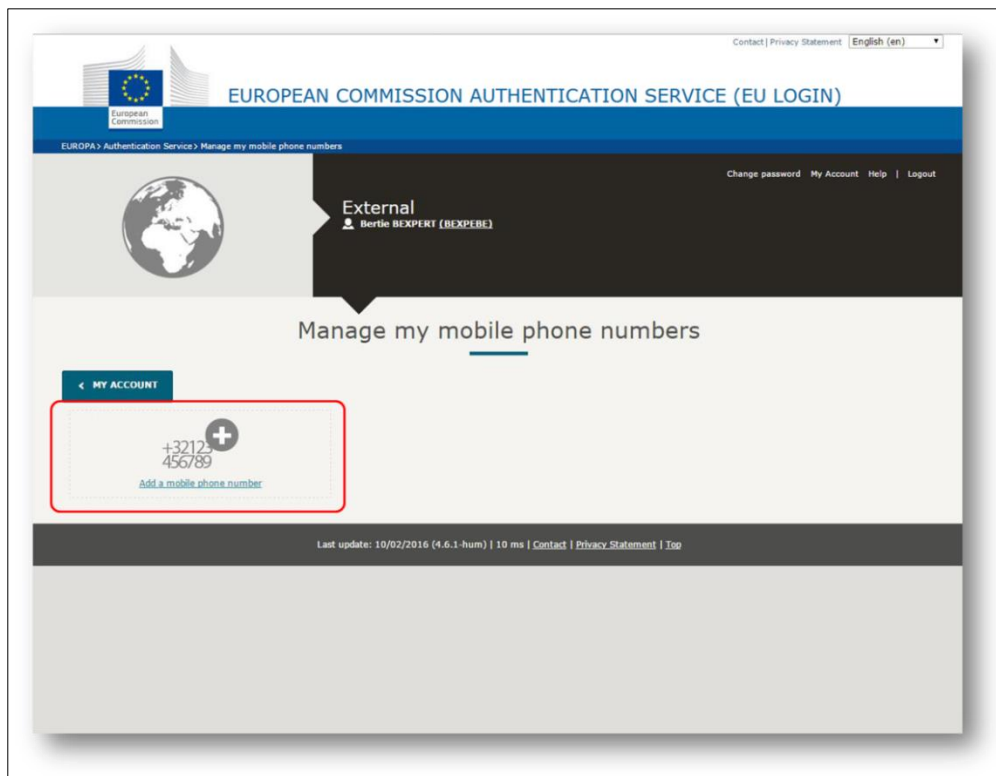 Contact | Privacy Statement English (en)
EUROPEAN COMMISSION AUTHENTICATION SERVICE (EU LOGIN)
European
Commission
EUROPA > Authentication Service > Manage my mobile phone numbers
Change password My Account Help | Logout
External
Bertie BEXPERT (BEXPEBE)
Manage my mobile phone numbers
< MY ACCOUNT
+32123
456789
Add a mobile phone number
Last update: 10/02/2016 (4.6.1-hum) | 10 ms | Contact | Privacy Statement | Top